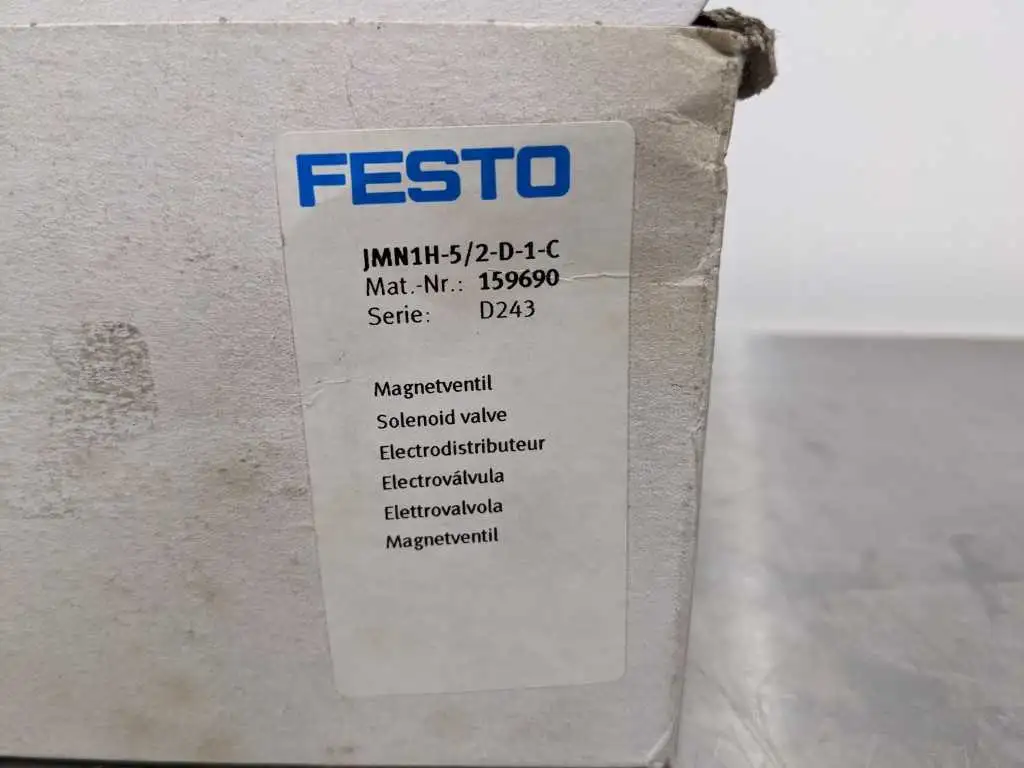 FESTO
JMN1H-5/2-D-1-C
Mat.-Nr.: 159690
Serie: D243
Magnetventil
Solenoid valve
Electrodistributeur
Electroválvula
Elettrovalvola
Magnetventil